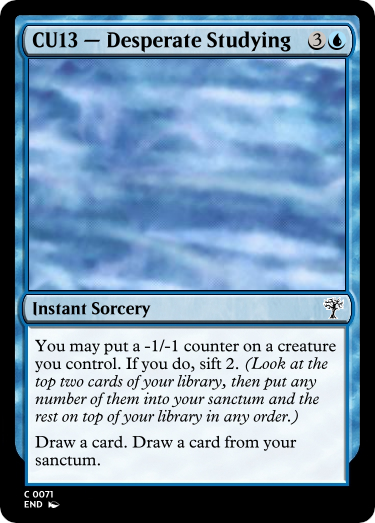 CU13 — Desperate Studying 3
Instant Sorcery
You may put a -1/-1 counter on a creature
you control. If you do, sift 2. (Look at the
top two cards of your library, then put any
number of them into your sanctum and the
rest on top of your library in any order.)
Draw a card. Draw a card from your
sanctum.
C 0071
END